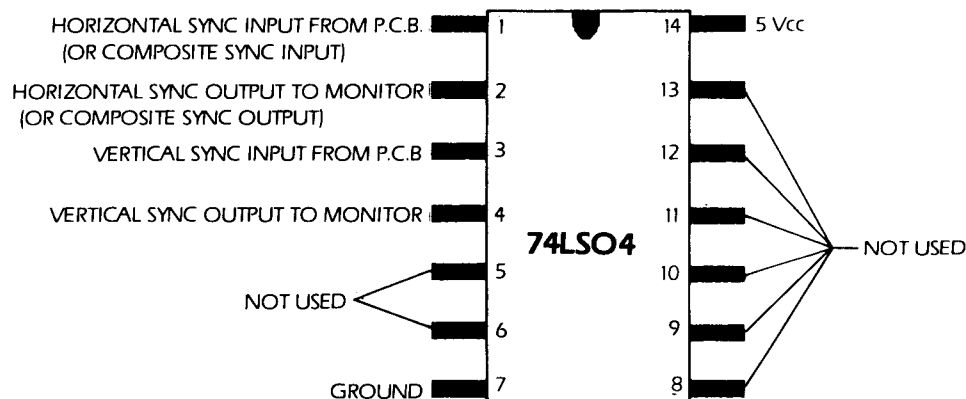 HORIZONTAL SYNC INPUT FROM P.C.B.
(OR COMPOSITE SYNC INPUT)
1
14
5 Vcc
HORIZONTAL SYNC OUTPUT TO MONITOR
(OR COMPOSITE SYNC OUTPUT)
2
13
VERTICAL SYNC INPUT FROM P.C.B
3
12
VERTICAL SYNC OUTPUT TO MONITOR
4
11
74LSO4
NOT USED
5
10
NOT USED
6
9
GROUND
7
8